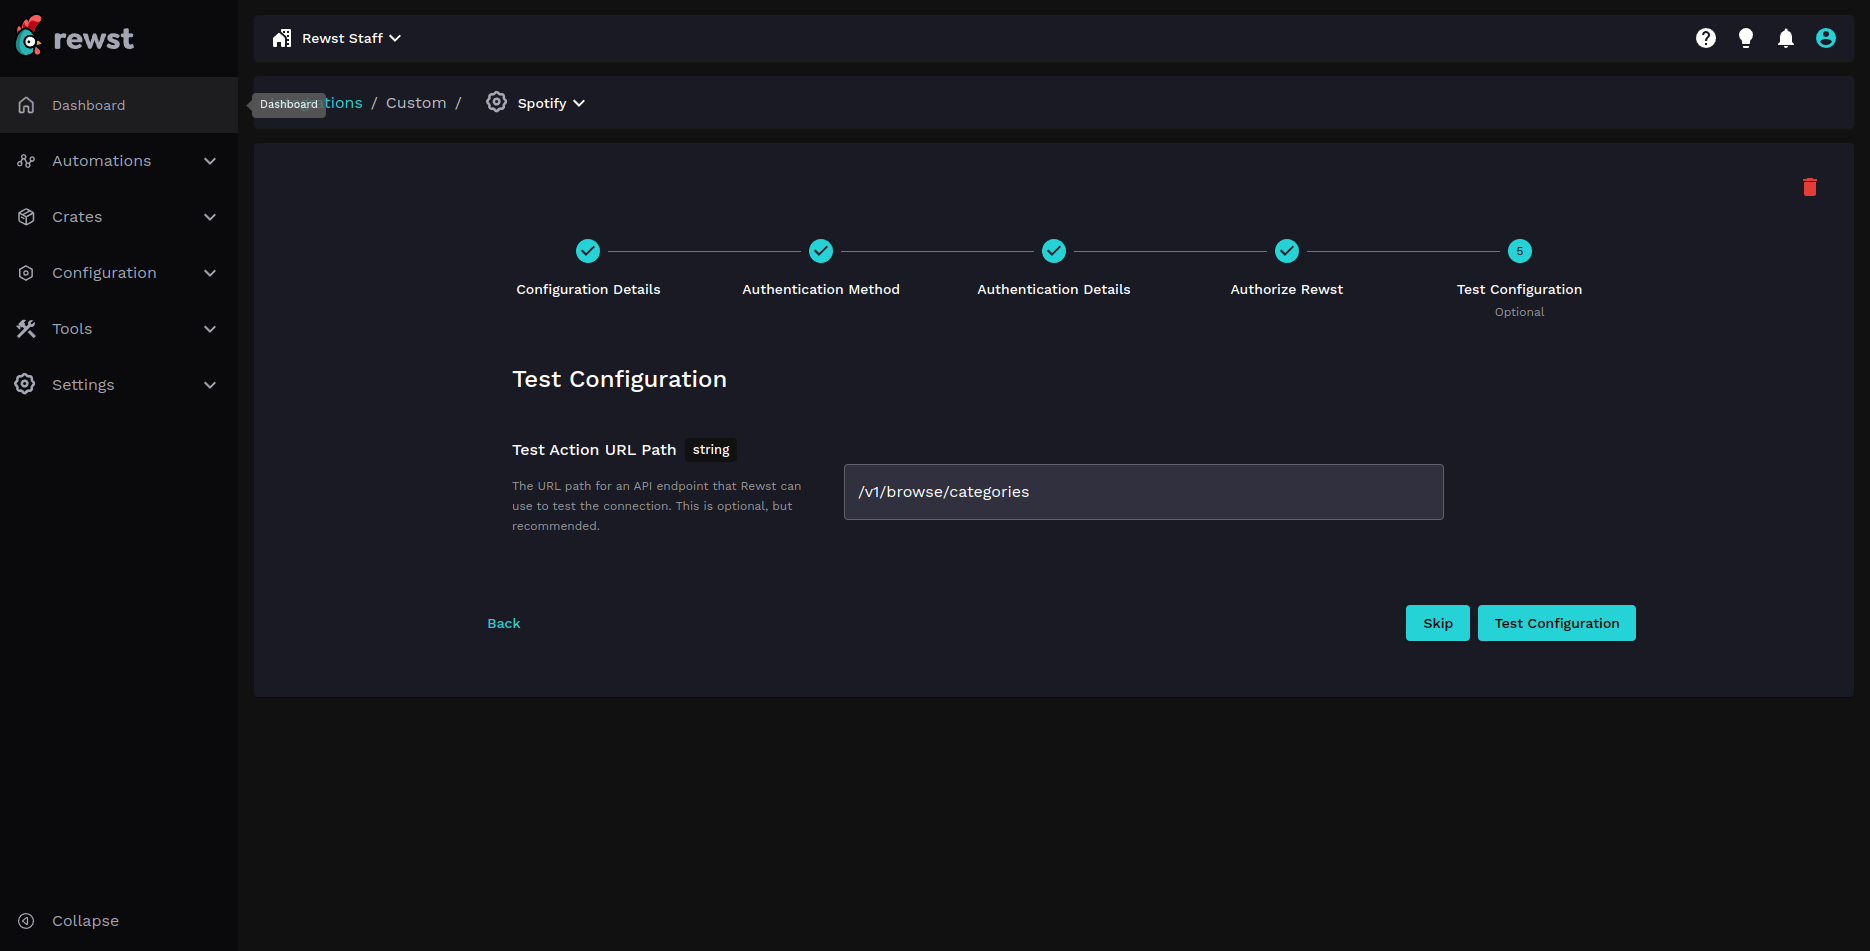 rewst
Rewst Staff
Dashboard
Dashboard
tions / Custom / Spotify
Automations
Crates
Configuration
Tools
Settings
5
Configuration Details
Authentication Method
Authentication Details
Authorize Rewst
Test Configuration
Optional
Test Configuration
Test Action URL Path string
The URL path for an API endpoint that Rewst can
use to test the connection. This is optional, but
recommended.
/v1/browse/categories
Back
Skip
Test Configuration
Collapse